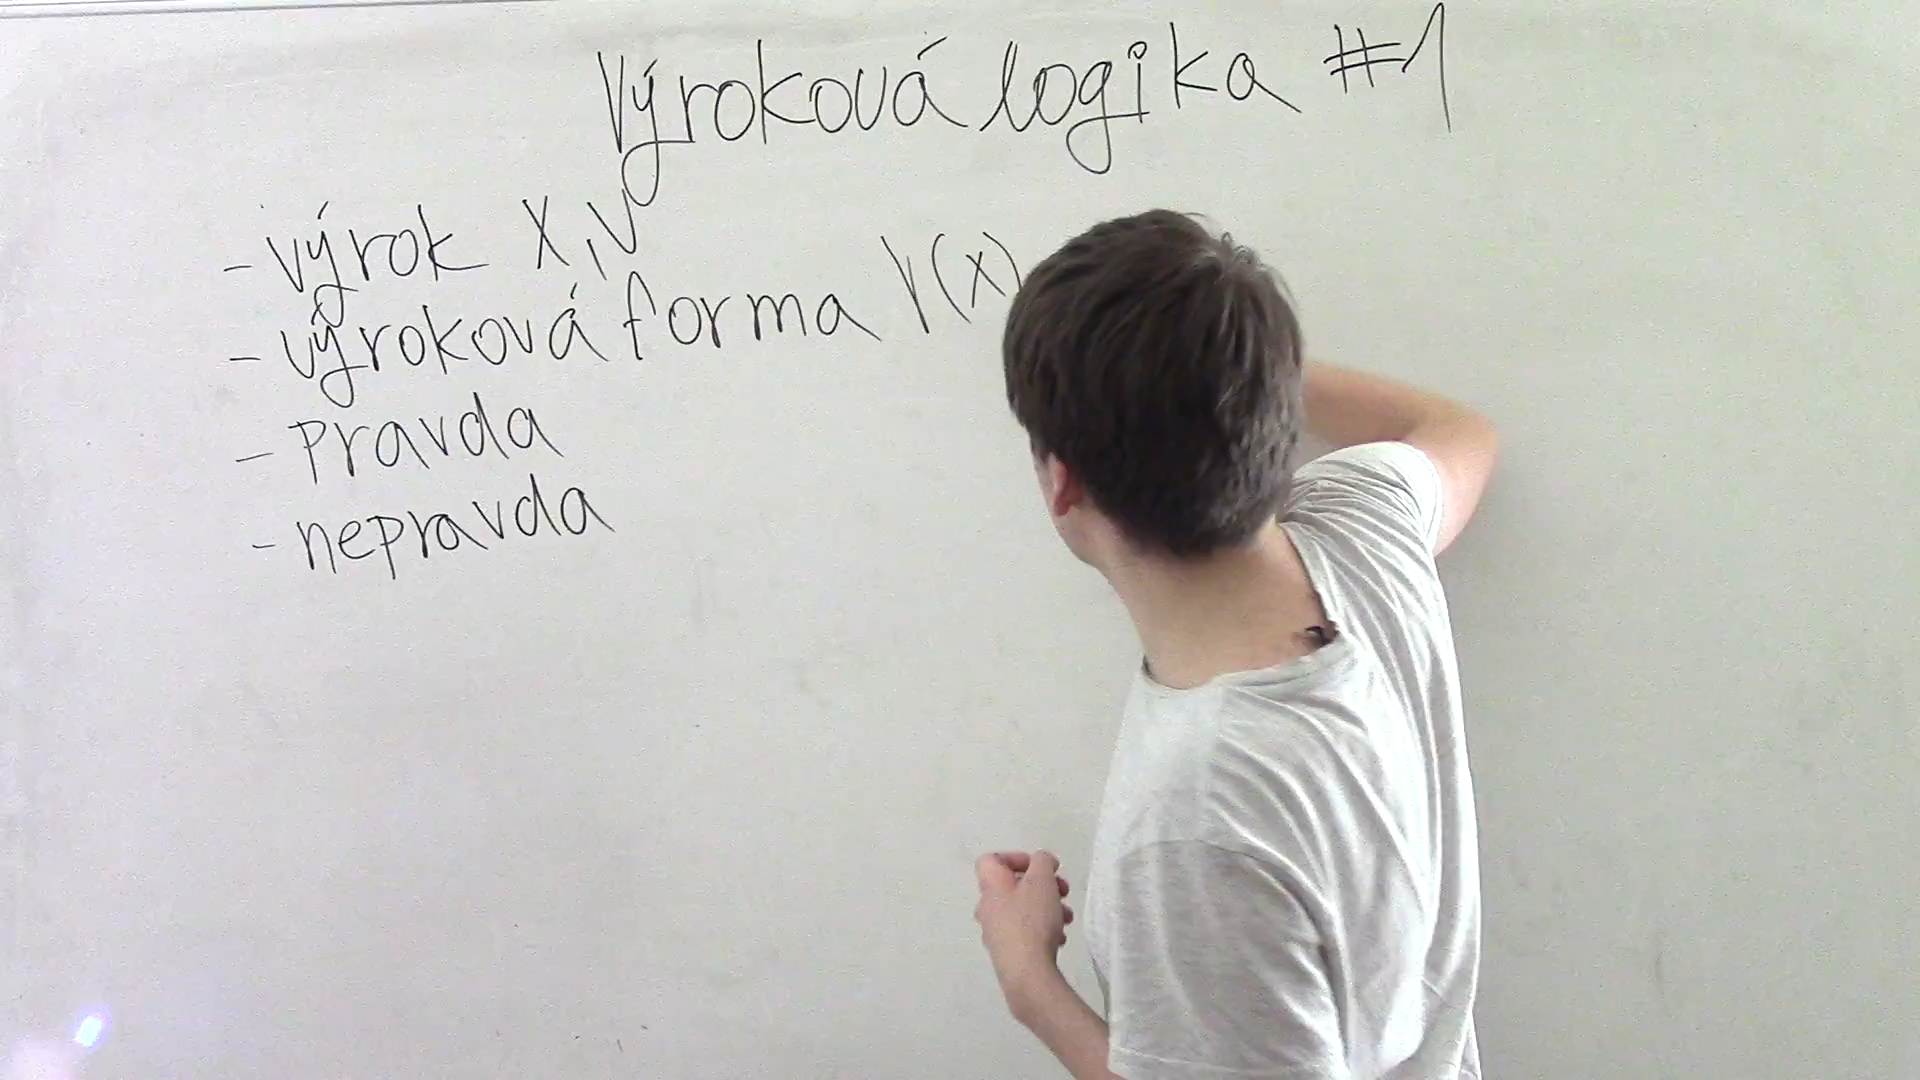 Výroková logika #1
- výrok X, V
- výroková forma V(x)
- pravda
- nepravda